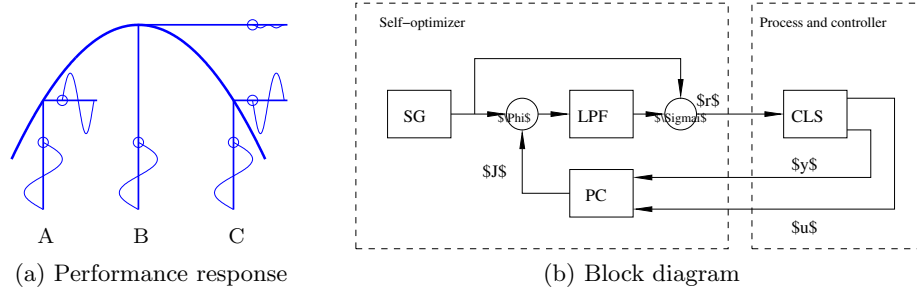 A B C
(a) Performance response
Self-optimizer
Process and controller
SG
$\Phi$
LPF
$\Sigma$
$r$
CLS
$J$
PC
$y$
$u$
(b) Block diagram